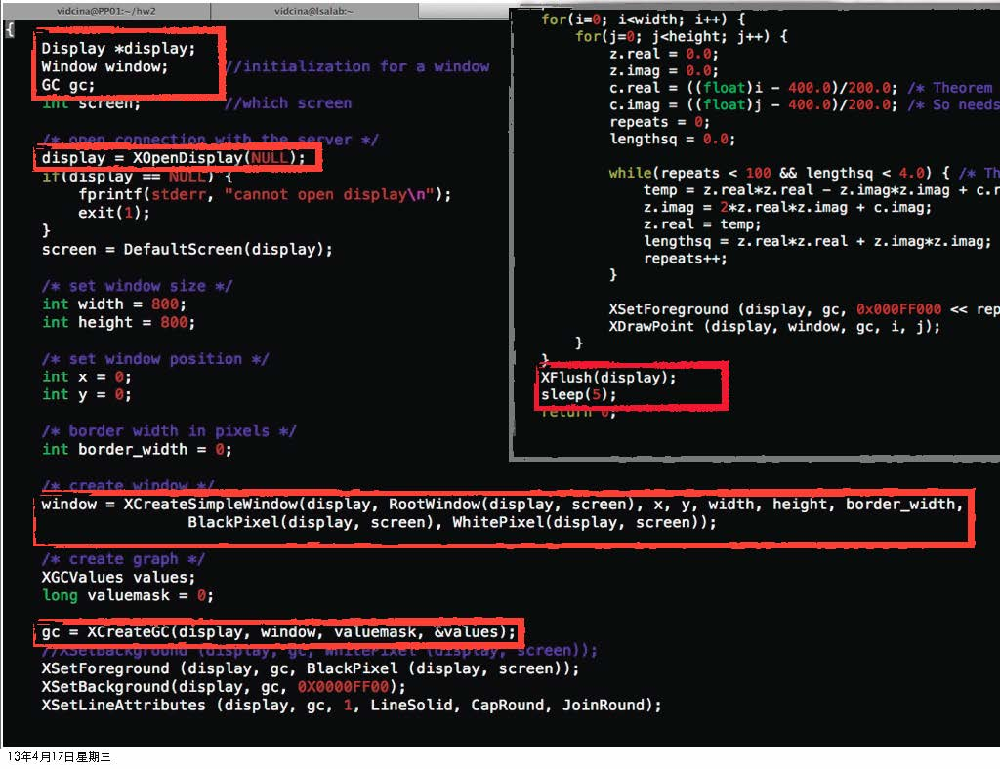 vidcina@PP01:~/hw2
vidcina@lsalab:~
{
Display *display;
Window window; //initialization for a window
GC gc;
int screen; //which screen
/* open connection with the server */
display = XOpenDisplay(NULL);
if(display == NULL) {
fprintf(stderr, "cannot open display\n");
exit(1);
}
screen = DefaultScreen(display);
/* set window size */
int width = 800;
int height = 800;
/* set window position */
int x = 0;
int y = 0;
/* border width in pixels */
int border_width = 0;
/* create window */
window = XCreateSimpleWindow(display, RootWindow(display, screen), x, y, width, height, border_width,
BlackPixel(display, screen), WhitePixel(display, screen));
/* create graph */
XGCValues values;
long valuemask = 0;
gc = XCreateGC(display, window, valuemask, &values);
//XSetBackground (display, gc, WhitePixel (display, screen));
XSetForeground (display, gc, BlackPixel (display, screen));
XSetBackground(display, gc, 0X0000FF00);
XSetLineAttributes (display, gc, 1, LineSolid, CapRound, JoinRound);
for(i=0; i<width; i++) {
for(j=0; j<height; j++) {
z.real = 0.0;
z.imag = 0.0;
c.real = ((float)i - 400.0)/200.0; /* Theorem
c.imag = ((float)j - 400.0)/200.0; /* So needs
repeats = 0;
lengthsq = 0.0;
while(repeats < 100 && lengthsq < 4.0) { /* Th
temp = z.real*z.real - z.imag*z.imag + c.r
z.imag = 2*z.real*z.imag + c.imag;
z.real = temp;
lengthsq = z.real*z.real + z.imag*z.imag;
repeats++;
}
XSetForeground (display, gc, 0x000FF000 << rep
XDrawPoint (display, window, gc, i, j);
}
}
XFlush(display);
sleep(5);
return 0;
13年4月17日星期三